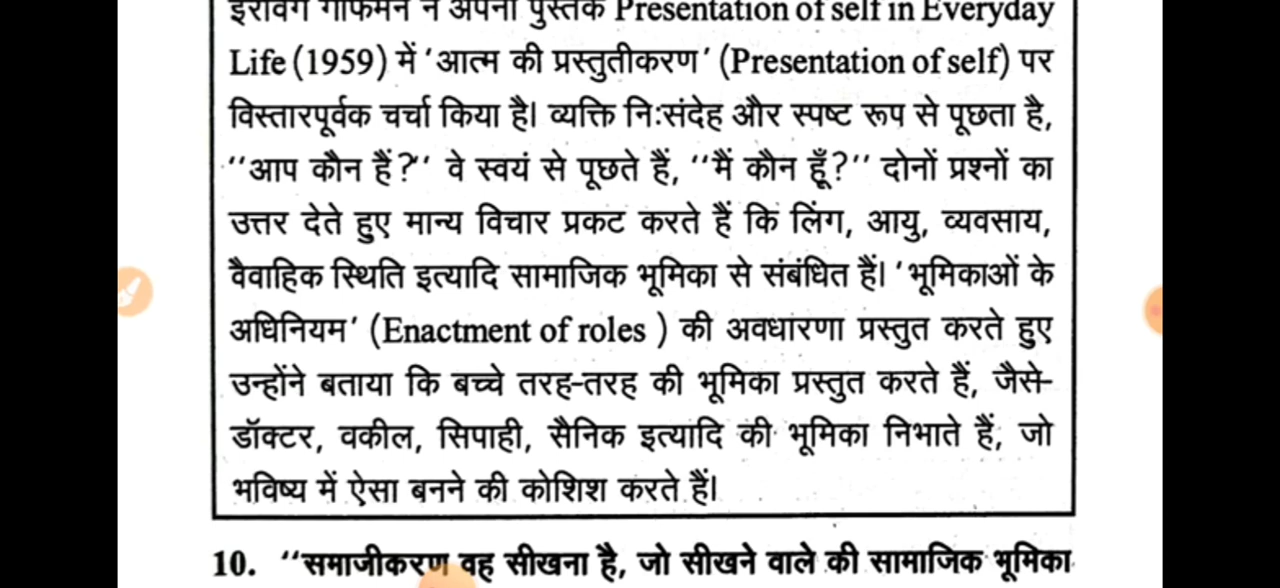 इरविंग गॉफमैन ने अपनी पुस्तक Presentation of self in Everyday
Life (1959) में ‘आत्म की प्रस्तुतीकरण’ (Presentation of self) पर
विस्तारपूर्वक चर्चा किया है। व्यक्ति निःसंदेह और स्पष्ट रूप से पूछता है,
‘‘आप कौन हैं?‘‘ वे स्वयं से पूछते हैं, ‘‘मैं कौन हूँ?’’ दोनों प्रश्नों का
उत्तर देते हुए मान्य विचार प्रकट करते हैं कि लिंग, आयु, व्यवसाय,
वैवाहिक स्थिति इत्यादि सामाजिक भूमिका से संबंधित हैं। ‘भूमिकाओं के
अधिनियम’ (Enactment of roles ) की अवधारणा प्रस्तुत करते हुए
उन्होंने बताया कि बच्चे तरह-तरह की भूमिका प्रस्तुत करते हैं, जैसे-
डॉक्टर, वकील, सिपाही, सैनिक इत्यादि की भूमिका निभाते हैं, जो
भविष्य में ऐसा बनने की कोशिश करते हैं।
10. ‘‘समाजीकरण वह सीखना है, जो सीखने वाले की सामाजिक भूमिका